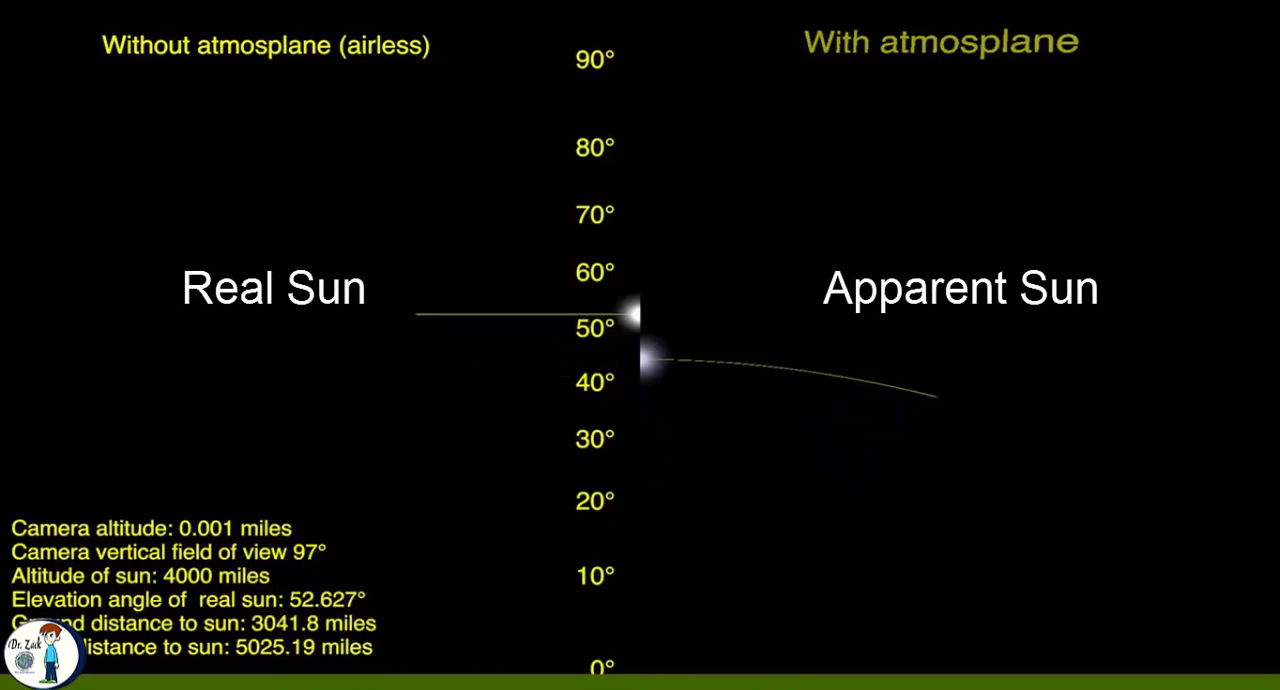 Without atmosplane (airless)
With atmosplane
90°
80°
70°
60°
50°
40°
30°
20°
10°
0°
Real Sun
Apparent Sun
Camera altitude: 0.001 miles
Camera vertical field of view 97°
Altitude of sun: 4000 miles
Elevation angle of real sun: 52.627°
distance to sun: 3041.8 miles
distance to sun: 5025.19 miles
Dr. Zack